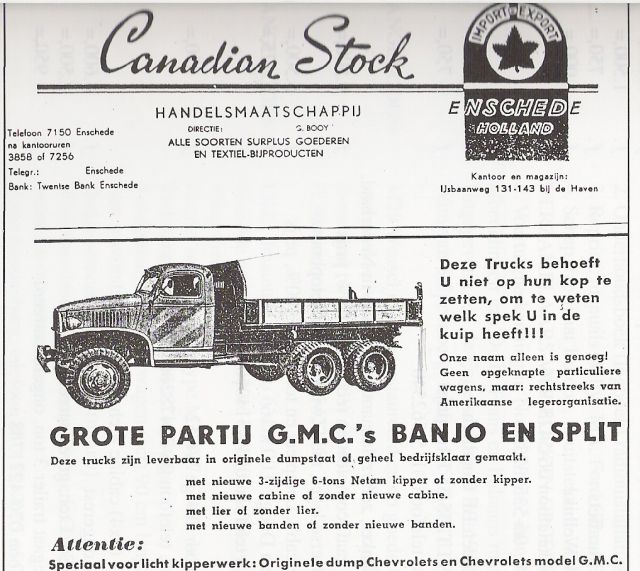 Canadian Stock
IMPORT - EXPORT
ENSCHEDE
HOLLAND
HANDELSMAATSCHAPPIJ
DIRECTIE: G. BOOY
ALLE SOORTEN SURPLUS GOEDEREN
EN TEXTIEL-BIJPRODUCTEN
Telefoon 7150 Enschede
na kantooruren
3858 of 7256
Telegr.: Enschede
Bank: Twentse Bank Enschede
Kantoor en magazijn:
IJsbaanweg 131-143 bij de Haven
Deze Trucks behoeft
U niet op hun kop te
zetten, om te weten
welk spek U in de
kuip heeft!!!
Onze naam alleen is genoeg!
Geen opgeknapte particuliere
wagens, maar: rechtstreeks van
Amerikaanse legerorganisatie.
GROTE PARTIJ G.M.C.'s BANJO EN SPLIT
Deze trucks zijn leverbaar in originele dumpstaat of geheel bedrijfsklaar gemaakt.
met nieuwe 3-zijdige 6-tons Netam kipper of zonder kipper.
met nieuwe cabine of zonder nieuwe cabine.
met lier of zonder lier.
met nieuwe banden of zonder nieuwe banden.
Attentie:
Speciaal voor licht kipperwerk: Originele dump Chevrolets en Chevrolets model G.M.C.